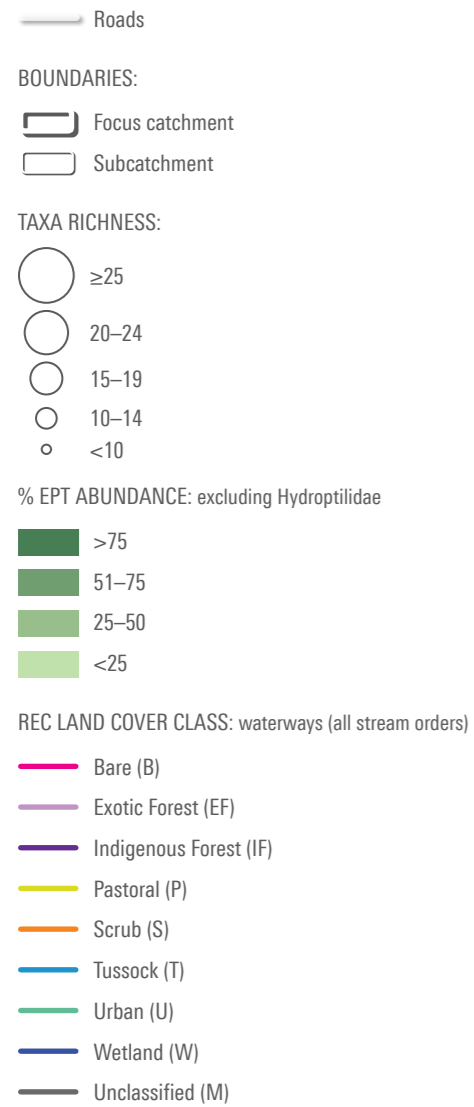 Roads
BOUNDARIES:
Focus catchment
Subcatchment
TAXA RICHNESS:
≥25
20–24
15–19
10–14
<10
% EPT ABUNDANCE: excluding Hydroptilidae
>75
51–75
25–50
<25
REC LAND COVER CLASS: waterways (all stream orders)
Bare (B)
Exotic Forest (EF)
Indigenous Forest (IF)
Pastoral (P)
Scrub (S)
Tussock (T)
Urban (U)
Wetland (W)
Unclassified (M)